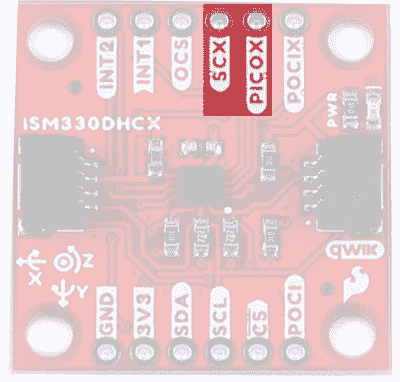 INT2 INT1 OCS SCX PICOX POCIX
PWR
ISM330DHCX
qwiic
X Z
Y
GND 3V3 SDA SCL CS POCI